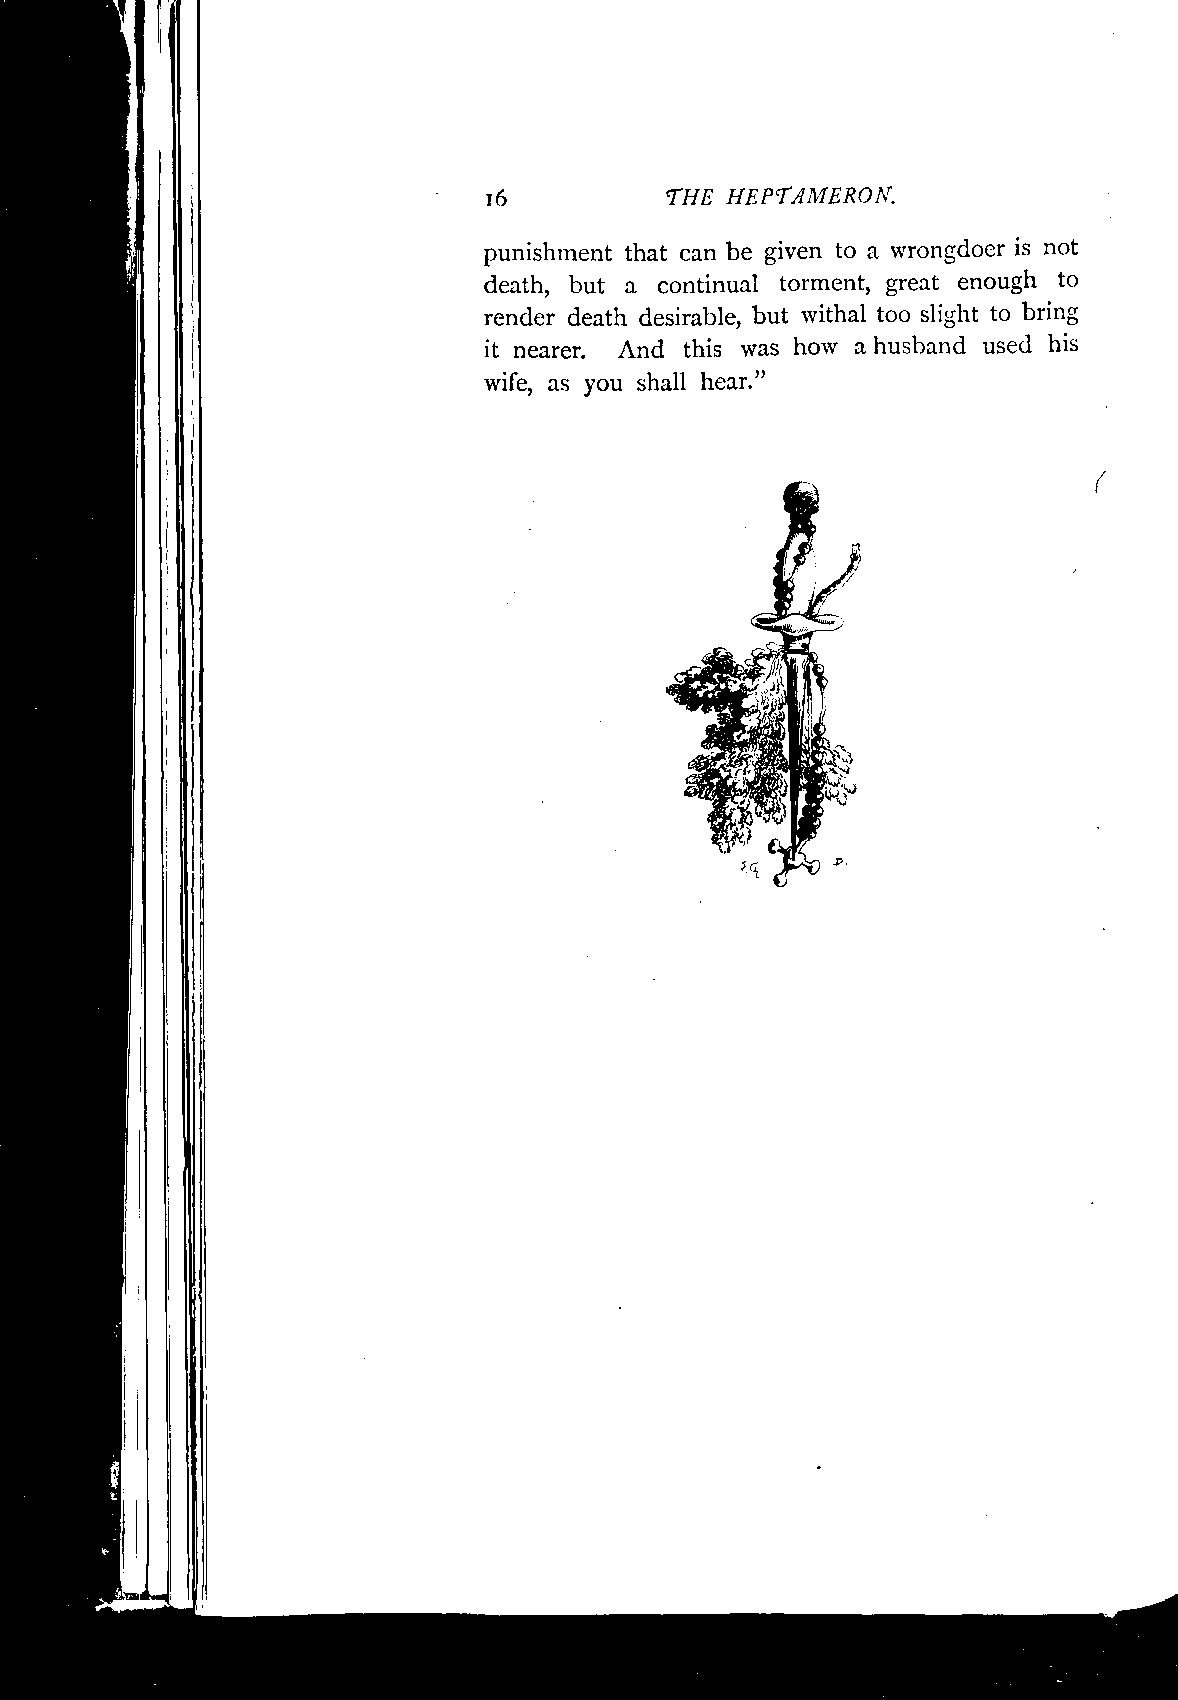 16 THE HEPTAMERON.
punishment that can be given to a wrongdoer is not
death, but a continual torment, great enough to
render death desirable, but withal too slight to bring
it nearer. And this was how a husband used his
wife, as you shall hear.”